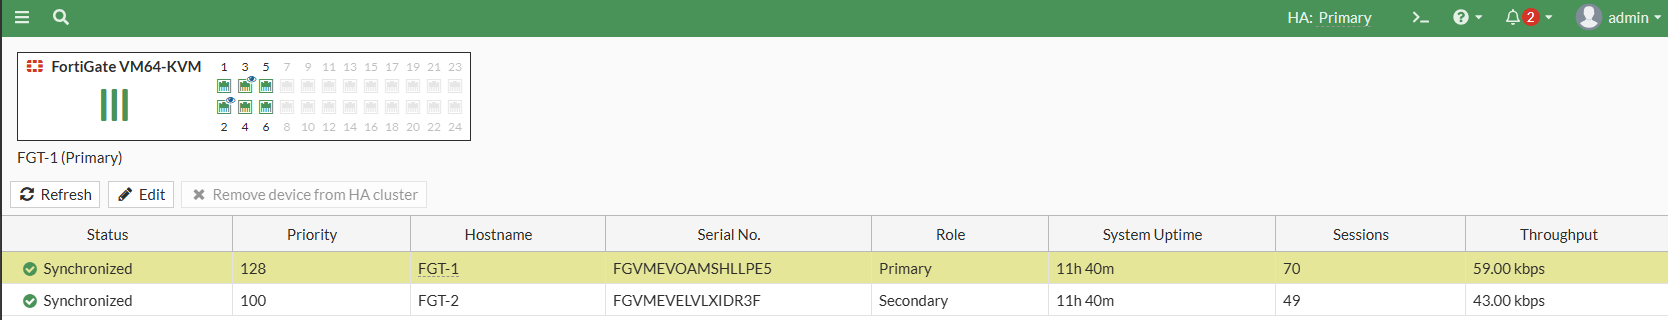 HA: Primary 2 admin
FortiGate VM64-KVM 1 3 5 7 9 11 13 15 17 19 21 23
2 4 6 8 10 12 14 16 18 20 22 24
FGT-1 (Primary)
Refresh Edit Remove device from HA cluster
Status Priority Hostname Serial No. Role System Uptime Sessions Throughput
Synchronized 128 FGT-1 FGVMEVOAMSHLLPE5 Primary 11h 40m 70 59.00 kbps
Synchronized 100 FGT-2 FGVMEVELVLXIDR3F Secondary 11h 40m 49 43.00 kbps